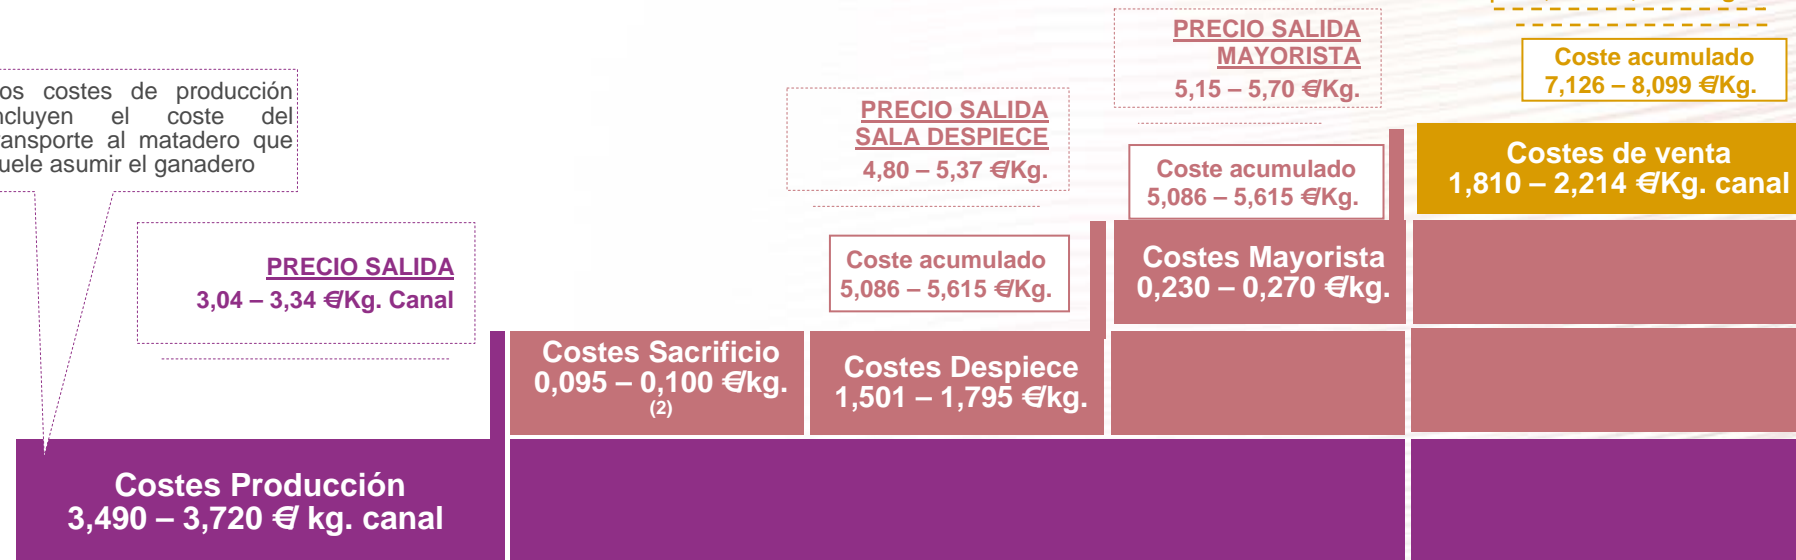 PRECIO SALIDA
MAYORISTA
5,15 – 5,70 €/Kg.
Coste acumulado
7,126 – 8,099 €/Kg.
os costes de producción
ncluyen el coste del
ansporte al matadero que
uele asumir el ganadero
PRECIO SALIDA
SALA DESPIECE
4,80 – 5,37 €/Kg.
Coste acumulado
5,086 – 5,615 €/Kg.
Costes de venta
1,810 – 2,214 €/Kg. canal
PRECIO SALIDA
3,04 – 3,34 €/Kg. Canal
Coste acumulado
5,086 – 5,615 €/Kg.
Costes Mayorista
0,230 – 0,270 €/kg.
Costes Sacrificio
0,095 – 0,100 €/kg.
(2)
Costes Despiece
1,501 – 1,795 €/kg.
Costes Producción
3,490 – 3,720 €/ kg. canal